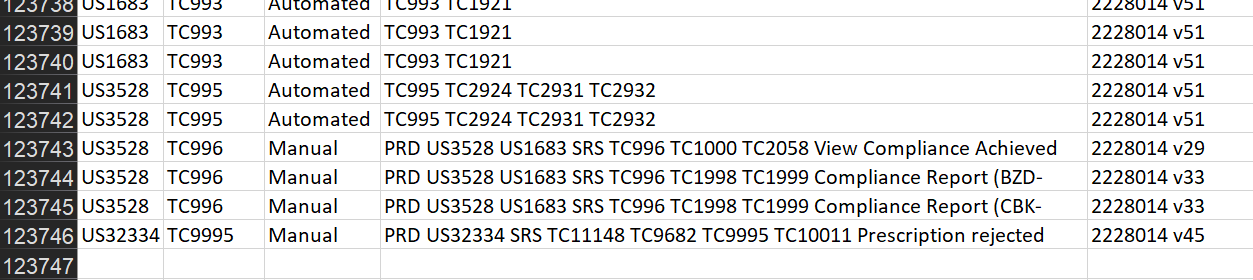 123738 US1683 TC993 Automated TC993 TC1921 2228014 v51
123739 US1683 TC993 Automated TC993 TC1921 2228014 v51
123740 US1683 TC993 Automated TC993 TC1921 2228014 v51
123741 US3528 TC995 Automated TC995 TC2924 TC2931 TC2932 2228014 v51
123742 US3528 TC995 Automated TC995 TC2924 TC2931 TC2932 2228014 v51
123743 US3528 TC996 Manual PRD US3528 US1683 SRS TC996 TC1000 TC2058 View Compliance Achieved 2228014 v29
123744 US3528 TC996 Manual PRD US3528 US1683 SRS TC996 TC1998 TC1999 Compliance Report (BZD- 2228014 v33
123745 US3528 TC996 Manual PRD US3528 US1683 SRS TC996 TC1998 TC1999 Compliance Report (CBK- 2228014 v33
123746 US32334 TC9995 Manual PRD US32334 SRS TC11148 TC9682 TC9995 TC10011 Prescription rejected 2228014 v45
123747